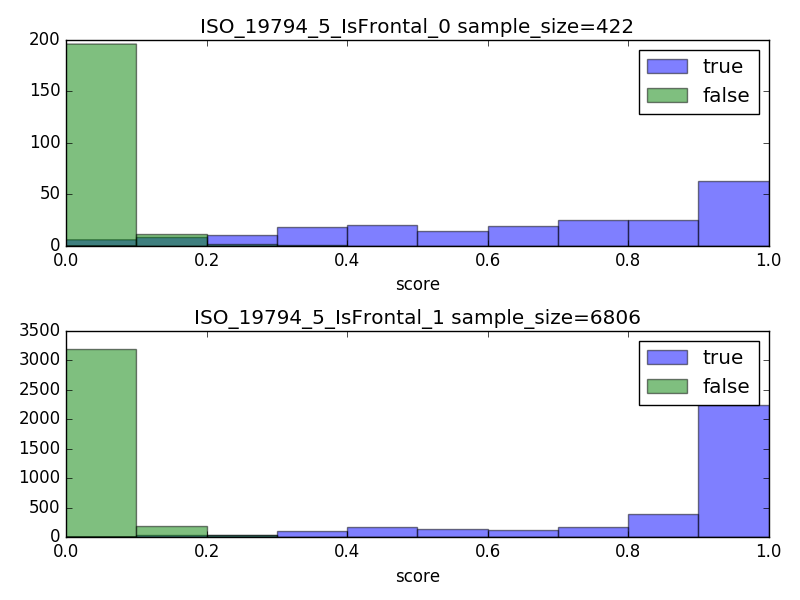 ISO_19794_5_IsFrontal_0 sample_size=422
200
150
100
50
0
true
false
0.0 0.2 0.4 0.6 0.8 1.0
score
ISO_19794_5_IsFrontal_1 sample_size=6806
3500
3000
2500
2000
1500
1000
500
0
true
false
0.0 0.2 0.4 0.6 0.8 1.0
score